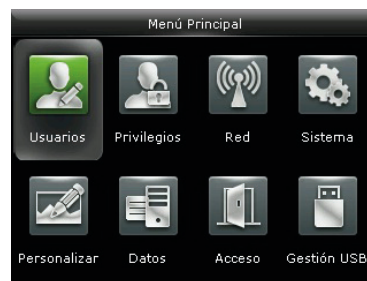 Menú Principal
Usuarios Privilegios Red Sistema
Personalizar Datos Acceso Gestión USB